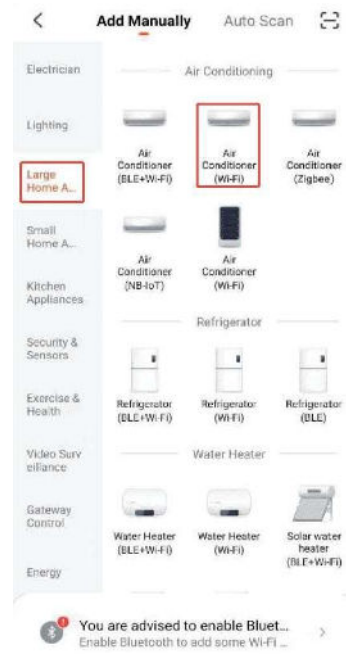 Add Manually
Auto Scan
Electrician
Lighting
Large
Home A...
Small
Home A...
Kitchen
Appliances
Security &
Sensors
Exercise &
Health
Video Surv
eillance
Gateway
Control
Energy
Air Conditioning
Air
Conditioner
(BLE+Wi-Fi)
Air
Conditioner
(Wi-Fi)
Air
Conditioner
(Zigbee)
Air
Conditioner
(NB-IoT)
Air
Conditioner
(Wi-Fi)
Refrigerator
Refrigerator
(BLE+Wi-Fi)
Refrigerator
(Wi-Fi)
Refrigerator
(BLE)
Water Heater
Water Heater
(BLE+Wi-Fi)
Water Heater
(Wi-Fi)
Solar water
heater
(BLE+Wi-Fi)
You are advised to enable Bluet...
Enable Bluetooth to add some Wi-Fi ...